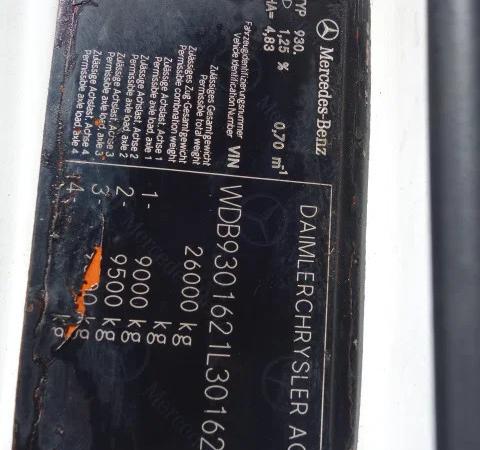 Mercedes-Benz
TYP 930.
D 1,25 % 0,70 m-1
HA= 4,83
DAIMLERCHRYSLER AG
Fahrzeugidentifizierungsnummer
Vehicle Identification Number VIN WDB9301621L30162
Zulässiges Gesamtgewicht
Permissible total weight 26000 kg
Zulässiges Zug-Gesamtgewicht
Permissible combination weight kg
Zulässige Achslast, Achse 1
Permissible axle load, axle 1 1- 9000 kg
Zulässige Achslast, Achse 2
Permissible axle load, axle 2 2- 9500 kg
Zulässige Achslast, Achse 3
Permissible axle load, axle 3 3 kg
Zulässige Achslast, Achse 4
Permissible axle load, axle 4 4- kg